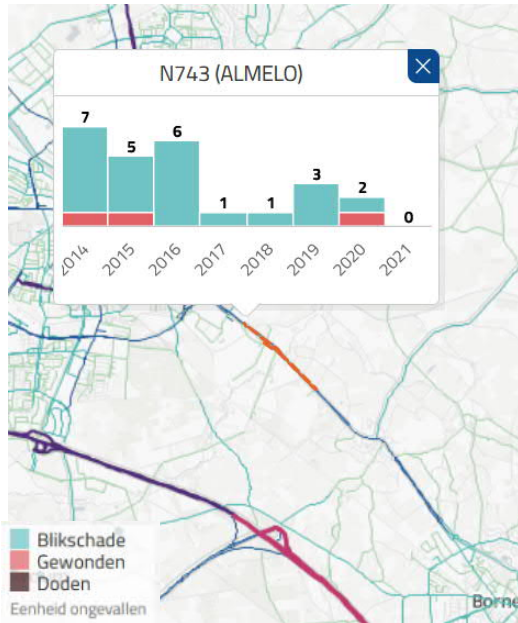 N743 (ALMELO)
7
5
6
1
1
3
2
0
2014
2015
2016
2017
2018
2019
2020
2021
Blikschade
Gewonden
Doden
Eenheid ongevallen
Borne